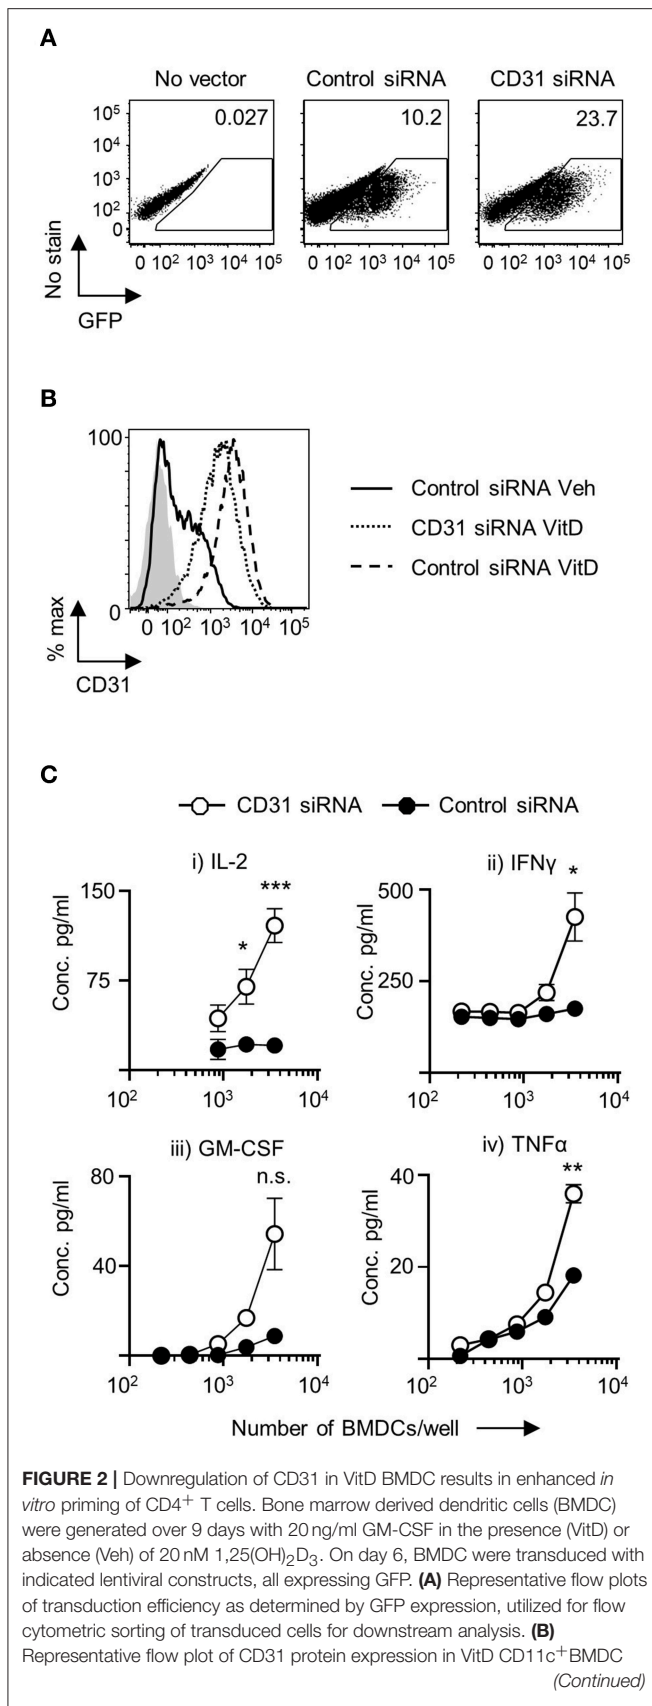 A
No vector
Control siRNA
CD31 siRNA
0.027
10.2
23.7
10⁵
10⁴
10³
10²
0
0 10² 10³ 10⁴ 10⁵
0 10² 10³ 10⁴ 10⁵
0 10² 10³ 10⁴ 10⁵
No stain
GFP
B
100
0
0 10² 10³ 10⁴ 10⁵
% max
CD31
Control siRNA Veh
CD31 siRNA VitD
Control siRNA VitD
C
CD31 siRNA
Control siRNA
i) IL-2
150
75
Conc. pg/ml
*
***
10² 10³ 10⁴
ii) IFNγ
500
250
Conc. pg/ml
*
10² 10³ 10⁴
iii) GM-CSF
80
40
Conc. pg/ml
n.s.
10² 10³ 10⁴
iv) TNFα
40
20
Conc. pg/ml
**
10² 10³ 10⁴
Number of BMDCs/well
FIGURE 2 | Downregulation of CD31 in VitD BMDC results in enhanced in
vitro priming of CD4⁺ T cells. Bone marrow derived dendritic cells (BMDC)
were generated over 9 days with 20 ng/ml GM-CSF in the presence (VitD) or
absence (Veh) of 20 nM 1,25(OH)₂D₃. On day 6, BMDC were transduced with
indicated lentiviral constructs, all expressing GFP. (A) Representative flow plots
of transduction efficiency as determined by GFP expression, utilized for flow
cytometric sorting of transduced cells for downstream analysis. (B)
Representative flow plot of CD31 protein expression in VitD CD11c⁺BMDC
(Continued)